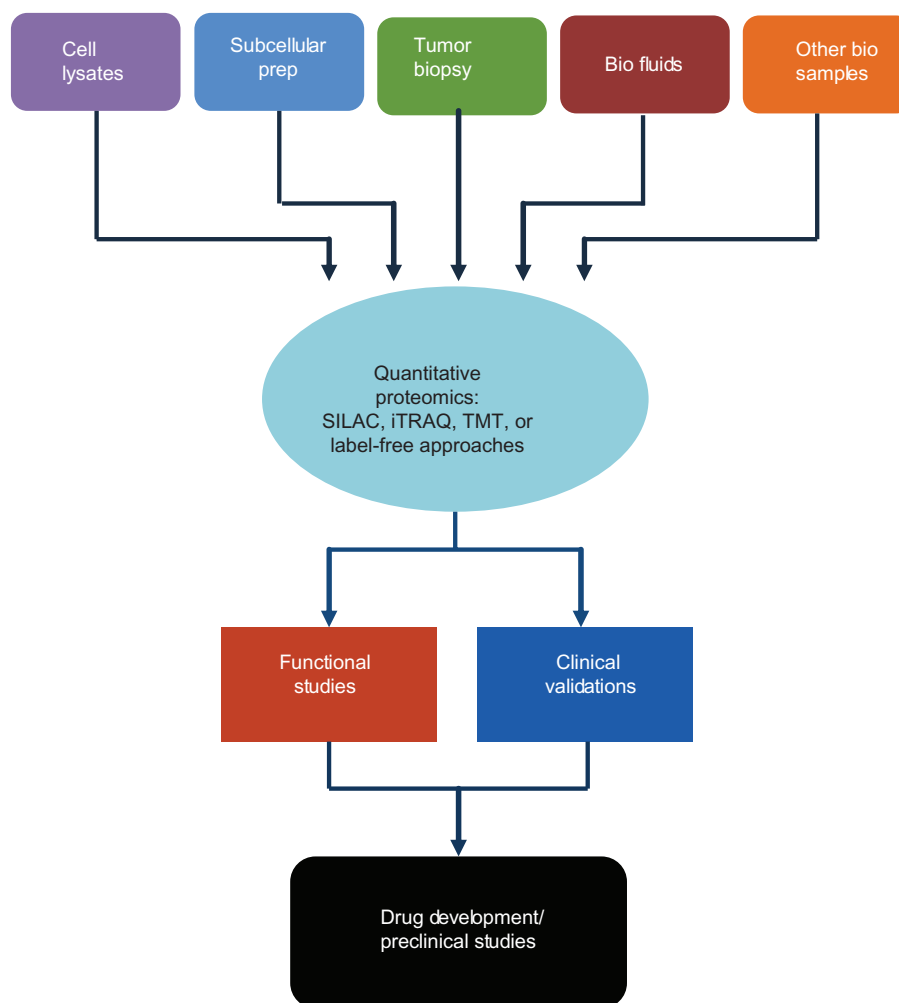 Cell
lysates
Subcellular
prep
Tumor
biopsy
Bio fluids
Other bio
samples
Quantitative
proteomics:
SILAC, iTRAQ, TMT, or
label-free approaches
Functional
studies
Clinical
validations
Drug development/
preclinical studies